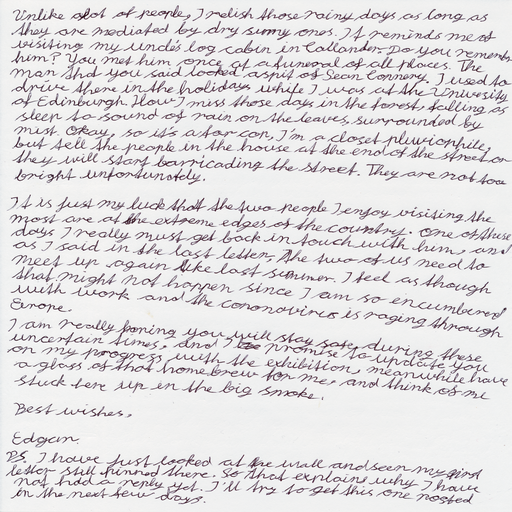 Unlike alot of people, I relish those rainy days as long as
they are mediated by dry sunny ones. It reminds me of
visiting my uncle's log cabin in Callander. Do you remember
him? You met him once at a funeral of all places. The
man that you said looked a spit of Sean Connery. I used to
drive there in the holidays while I was at the University
of Edinburgh. How I miss those days in the forest, falling as
sleep to sound of rain on the leaves, surrounded by
mist. Okay, so it's a fair cop, I'm a closet pluviophile,
but tell the people in the house at the end of the street or
they will start barricading the street. They are not too
bright unfortunately.
It is just my luck that the two people I enjoy visiting the
most are at the extreme edges of the country. One of these
days I really must get back in touch with him, and
as I said in the last letter, the two of us need to
meet up again like last summer. I feel as though
that might not happen since I am so encumbered
with work and the coronovirus is raging through
Europe.
I am really hoping you will stay safe during these
uncertain times, and I promise to update you
on my progress with the exhibition, meanwhile have
a glass of that homebrew for me, and think of me
stuck here up in the big smoke.
Best wishes,
Edgar.
P.S. I have just looked at the wall and seen my first
letter still pinned there. So that explains why I have
not had a reply yet. I'll try to get this one posted
in the next few days.